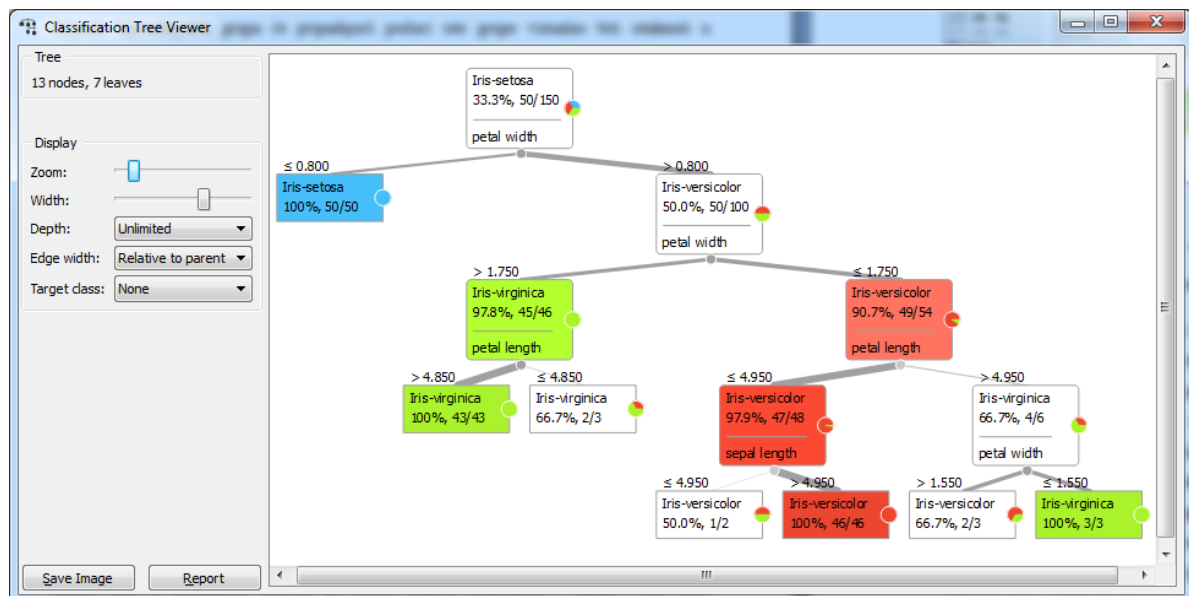 Classification Tree Viewer
Tree
13 nodes, 7 leaves
Display
Zoom:
Width:
Depth: Unlimited
Edge width: Relative to parent
Target class: None
Save Image
Report
Iris-setosa
33.3%, 50/150
petal width
≤ 0.800
Iris-setosa
100%, 50/50
> 0.800
Iris-versicolor
50.0%, 50/100
petal width
> 1.750
Iris-virginica
97.8%, 45/46
petal length
≤ 1.750
Iris-versicolor
90.7%, 49/54
petal length
> 4.850
Iris-virginica
100%, 43/43
≤ 4.850
Iris-virginica
66.7%, 2/3
≤ 4.950
Iris-versicolor
97.9%, 47/48
sepal length
> 4.950
Iris-virginica
66.7%, 4/6
petal width
≤ 4.950
Iris-versicolor
50.0%, 1/2
> 4.950
Iris-versicolor
100%, 46/46
> 1.550
Iris-versicolor
66.7%, 2/3
≤ 1.550
Iris-virginica
100%, 3/3